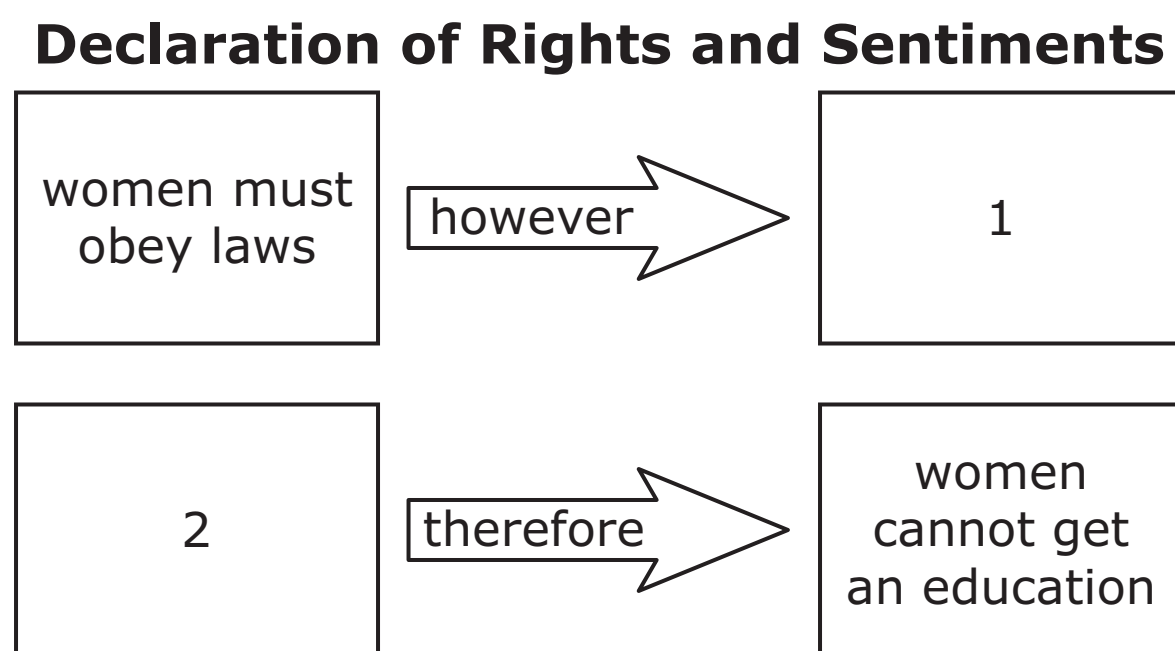 Declaration of Rights and Sentiments
women must
obey laws
however
1
2
therefore
women
cannot get
an education